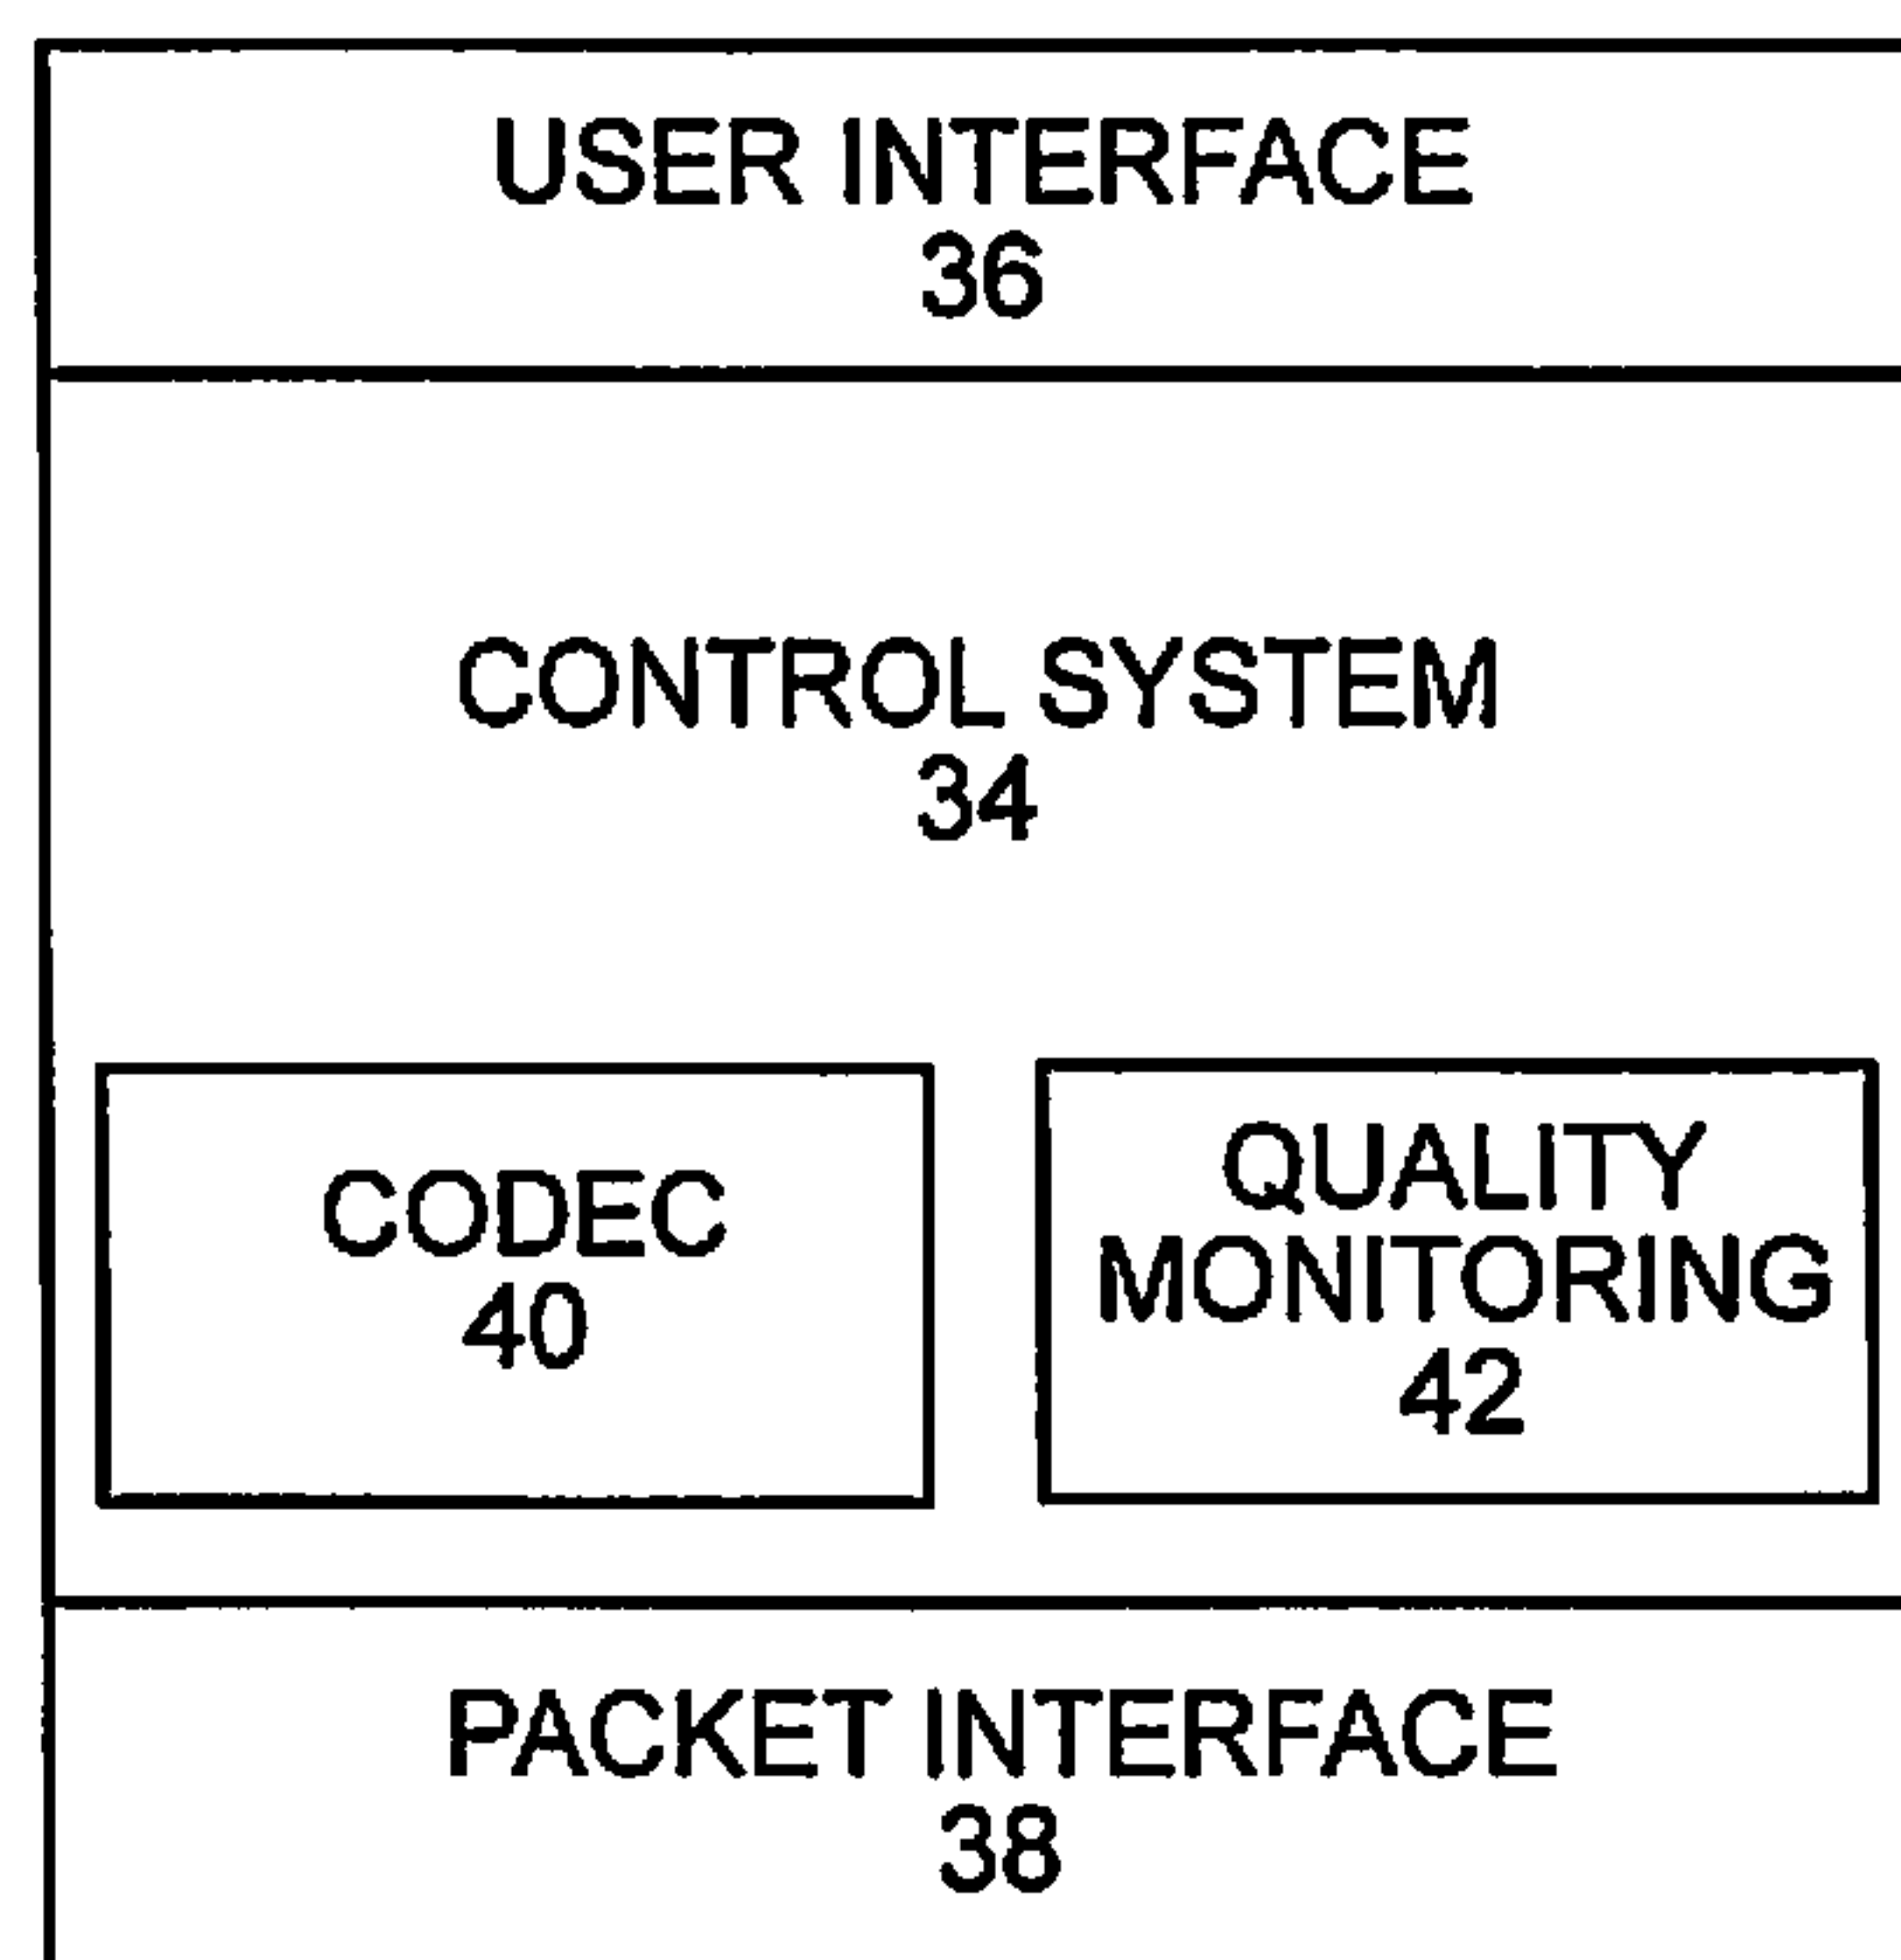 USER INTERFACE
36
CONTROL SYSTEM
34
CODEC
40
QUALITY
MONITORING
42
PACKET INTERFACE
38